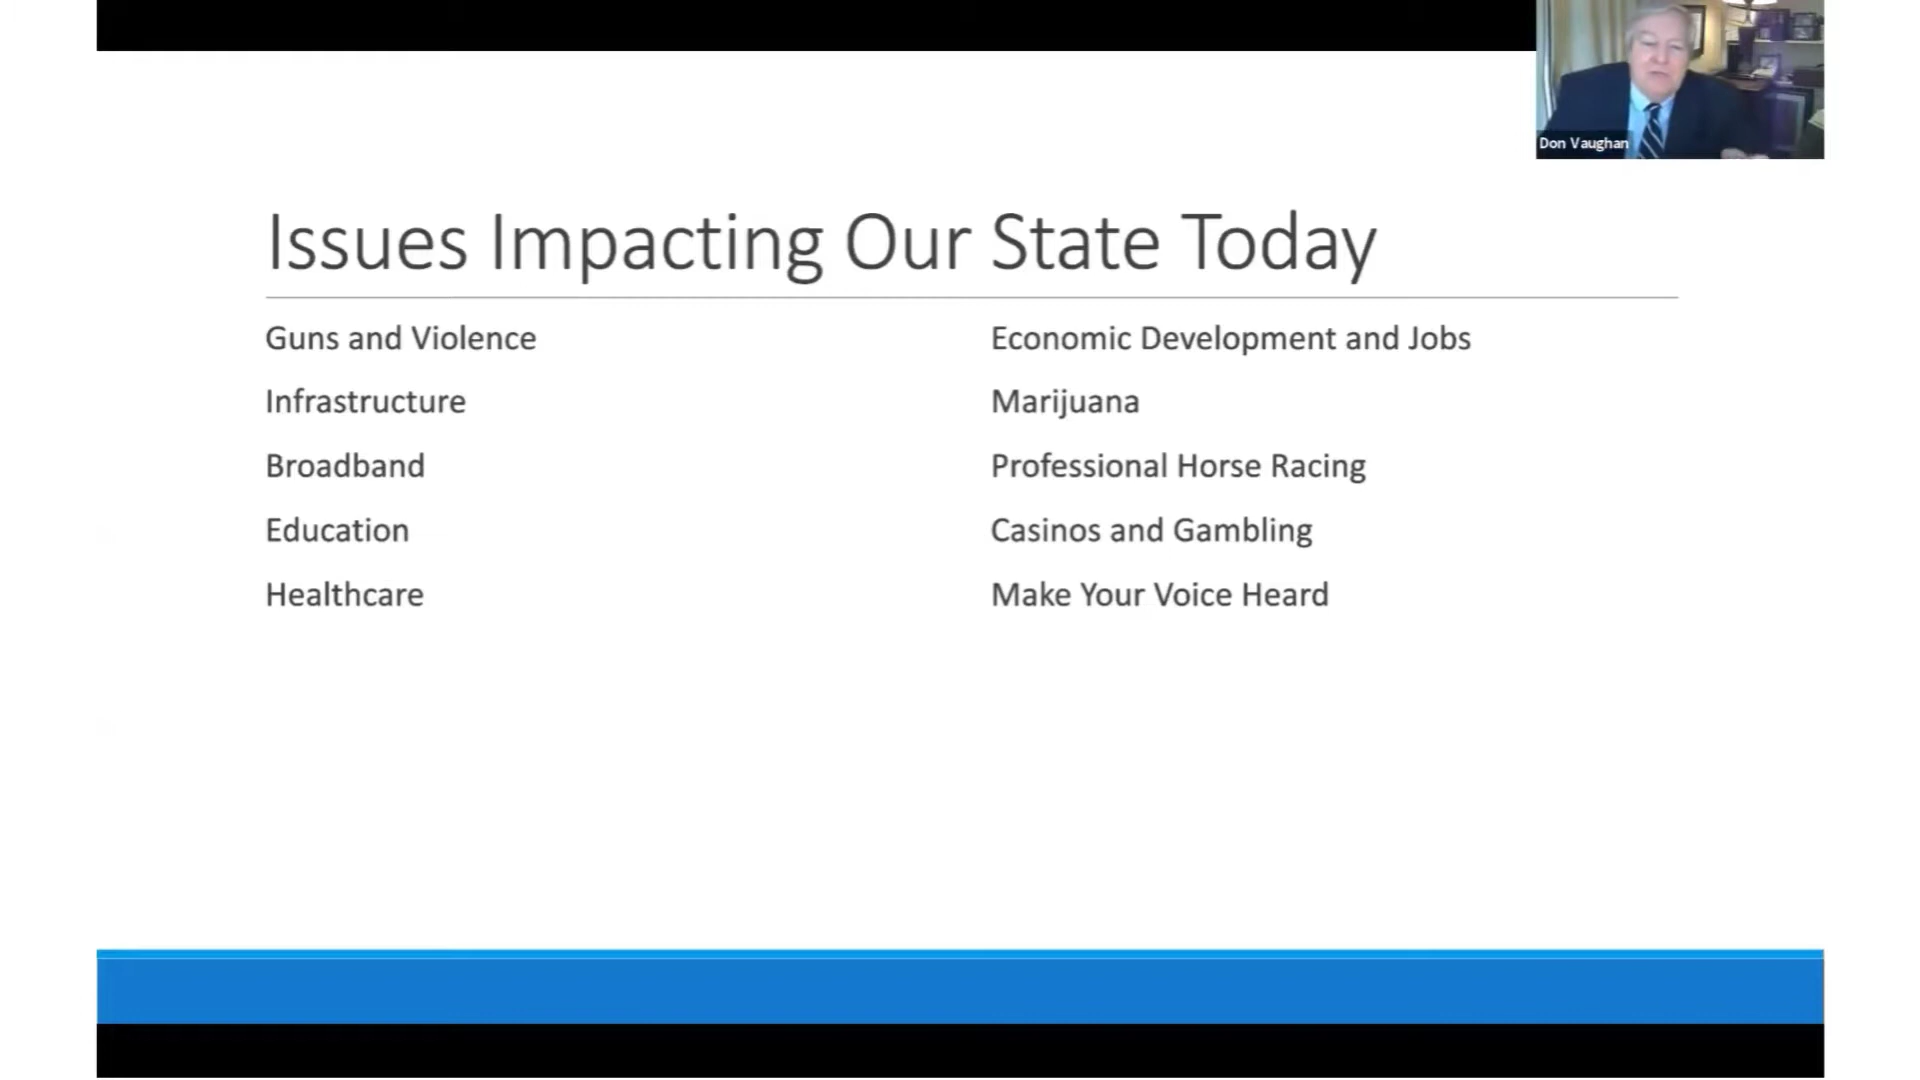 Don Vaughan
Issues Impacting Our State Today
Guns and Violence
Infrastructure
Broadband
Education
Healthcare
Economic Development and Jobs
Marijuana
Professional Horse Racing
Casinos and Gambling
Make Your Voice Heard